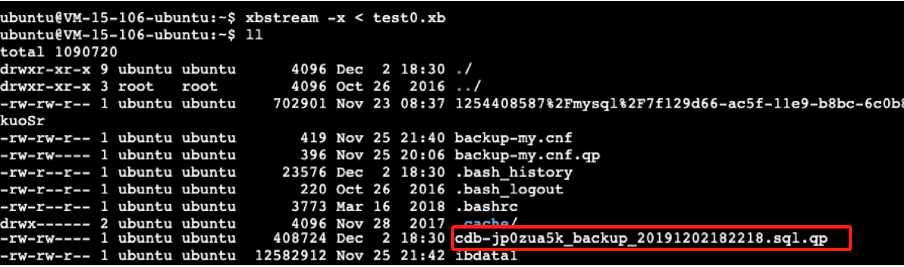 ubuntu@VM-15-106-ubuntu:~$ xbstream -x < test0.xb
ubuntu@VM-15-106-ubuntu:~$ ll
total 1090720
drwxr-xr-x 9 ubuntu ubuntu 4096 Dec 2 18:30 ./
drwxr-xr-x 3 root root 4096 Oct 26 2016 ../
-rw-rw-r-- 1 ubuntu ubuntu 702901 Nov 23 08:37 1254408587%2Fmysql%2F7f129d66-ac5f-11e9-b8bc-6c0b8
kuoSr
-rw-rw-r-- 1 ubuntu ubuntu 419 Nov 25 21:40 backup-my.cnf
-rw-rw---- 1 ubuntu ubuntu 396 Nov 25 20:06 backup-my.cnf.qp
-rw-r--r-- 1 ubuntu ubuntu 23576 Dec 2 18:30 .bash_history
-rw-r--r-- 1 ubuntu ubuntu 220 Oct 26 2016 .bash_logout
-rw-r--r-- 1 ubuntu ubuntu 3773 Mar 16 2018 .bashrc
drwx------ 2 ubuntu ubuntu 4096 Nov 28 2017 .cache/
-rw-rw---- 1 ubuntu ubuntu 408724 Dec 2 18:30 cdb-jp0zua5k_backup_20191202182218.sql.qp
-rw-rw-r-- 1 ubuntu ubuntu 12582912 Nov 25 21:42 ibdata1